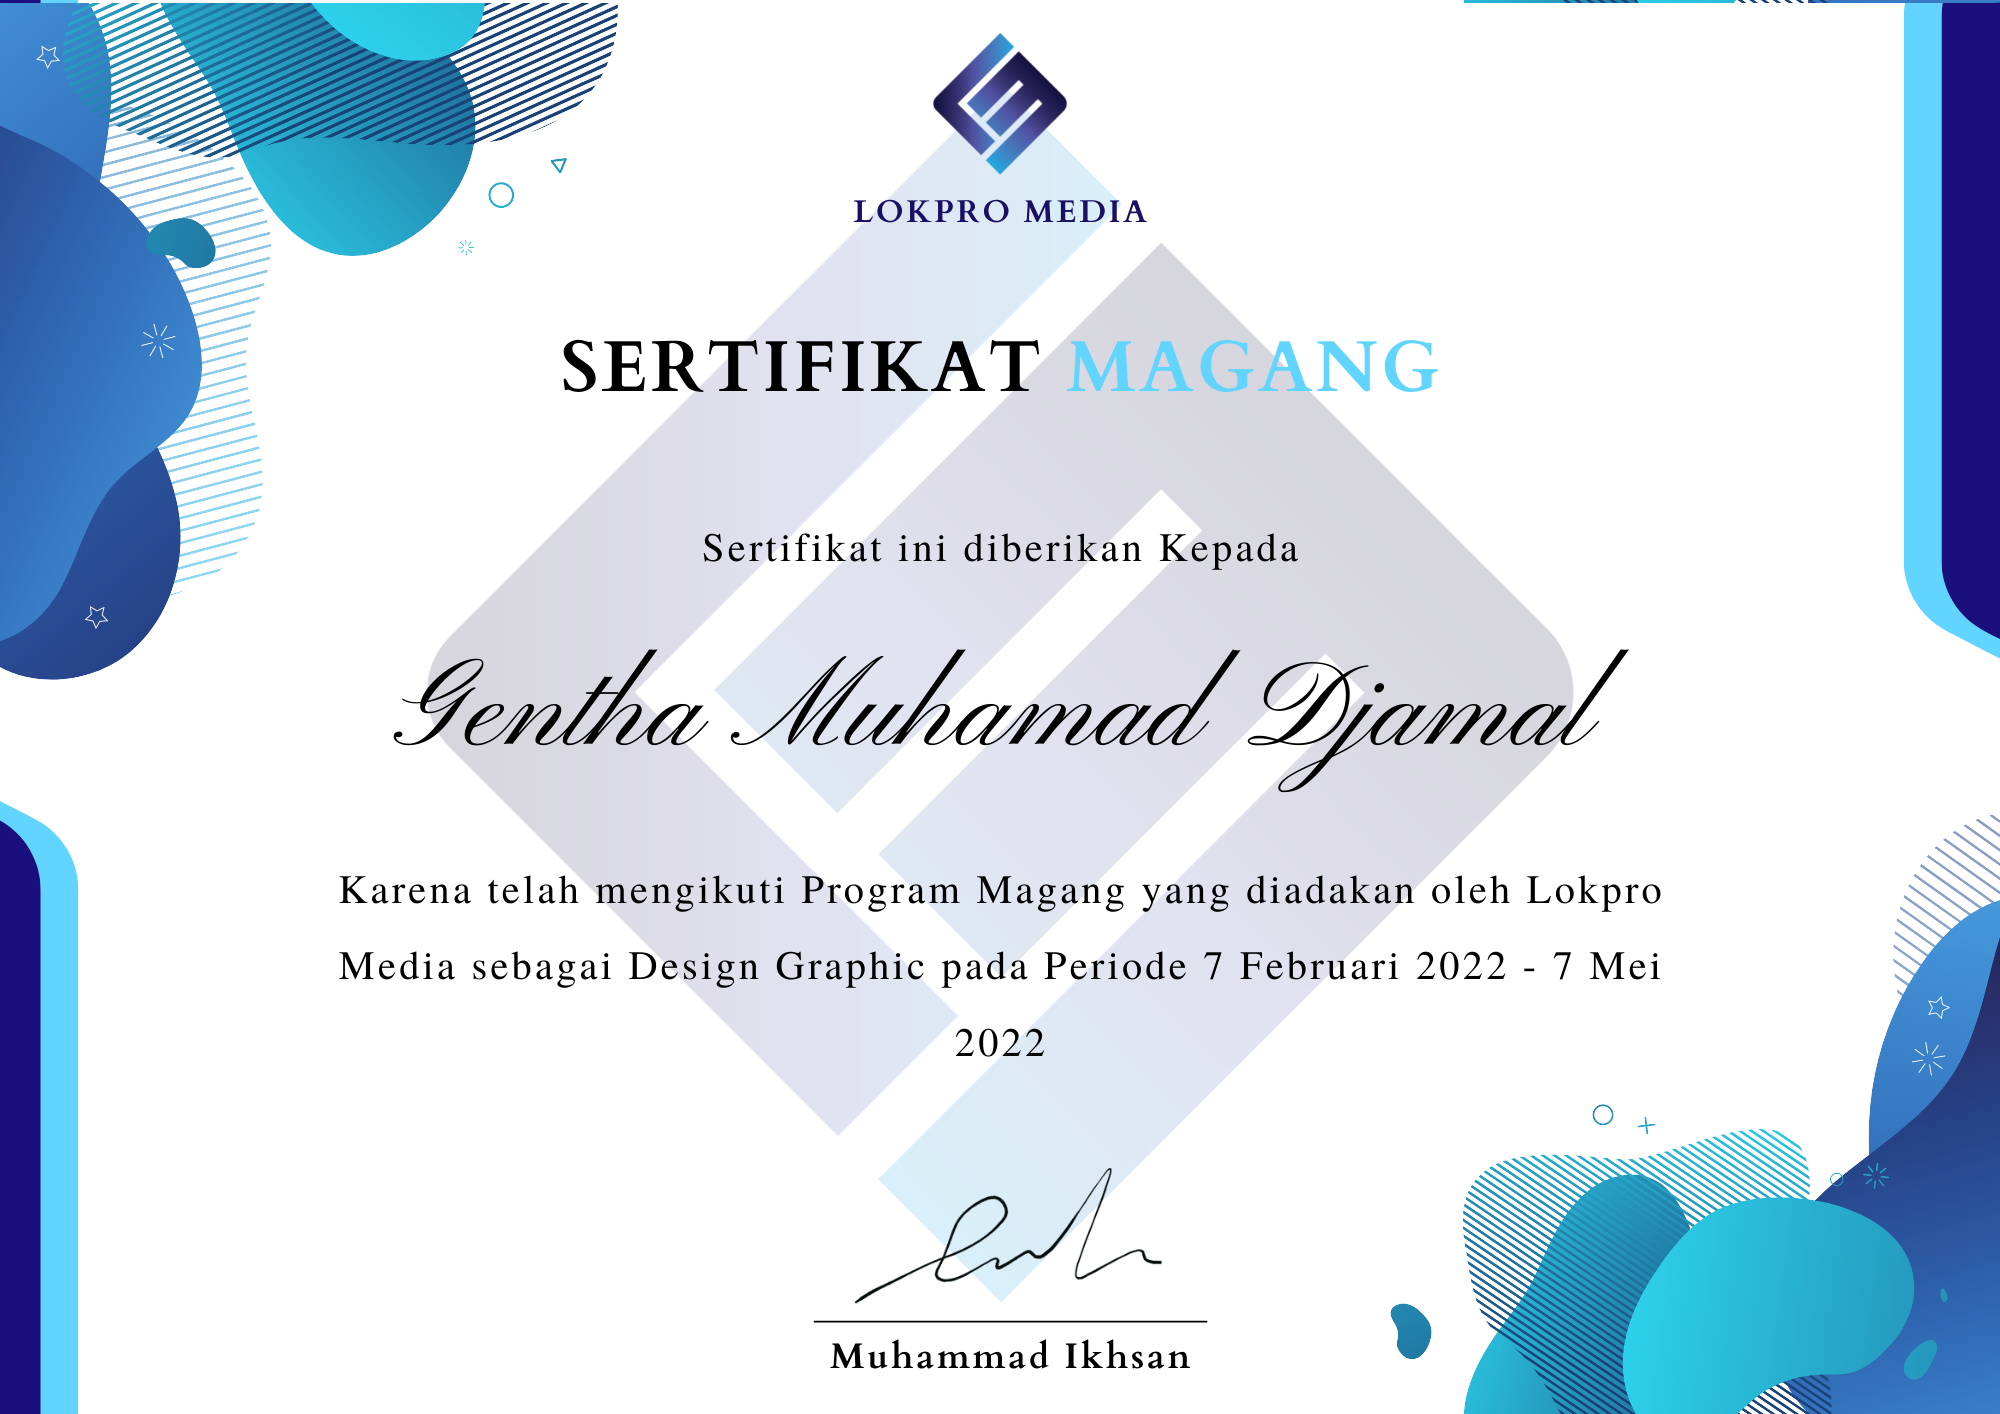 LOKPRO MEDIA
SERTIFIKAT MAGANG
Sertifikat ini diberikan Kepada
Gentha Muhamad Djamal
Karena telah mengikuti Program Magang yang diadakan oleh Lokpro
Media sebagai Design Graphic pada Periode 7 Februari 2022 - 7 Mei
2022
Muhammad Ikhsan